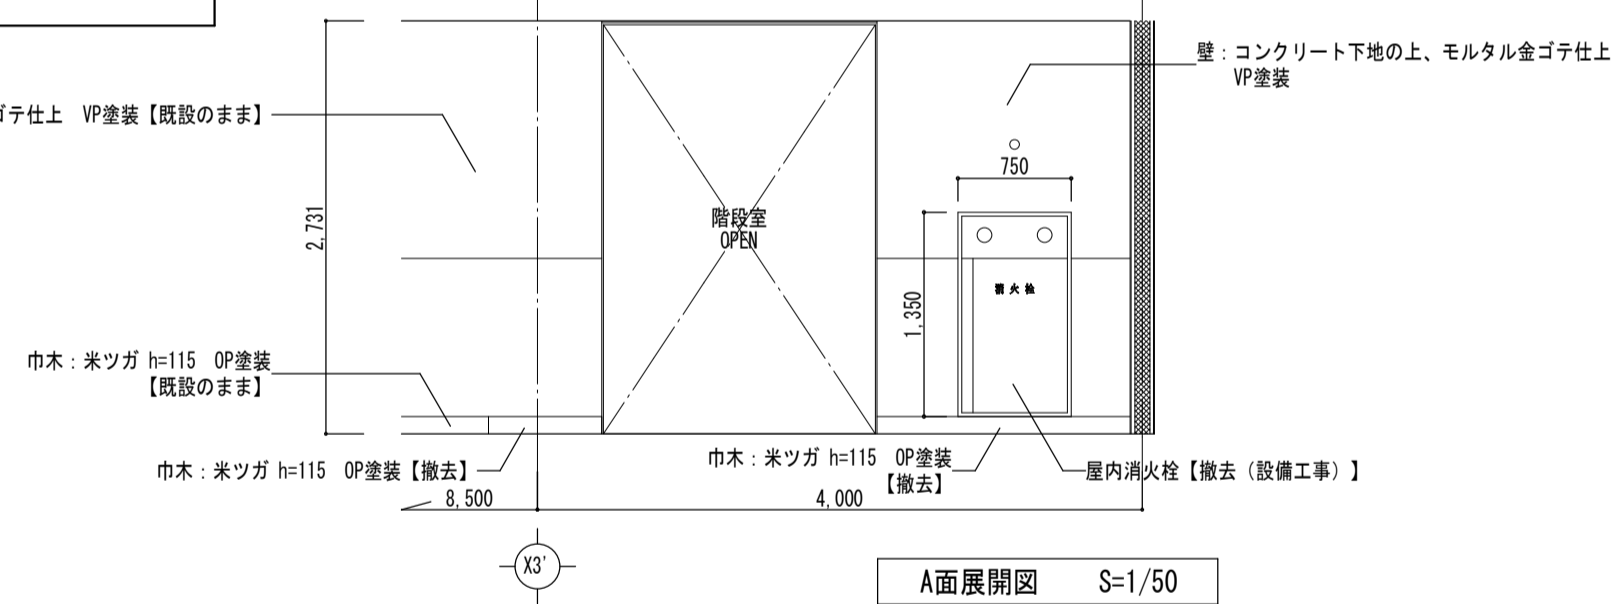 壁：コンクリート下地の上、モルタル金ゴテ仕上
VP塗装
ゴテ仕上 VP塗装【既設のまま】
750
2,731
階段室
OPEN
消火栓
1,350
巾木：米ツガ h=115 OP塗装
【既設のまま】
巾木：米ツガ h=115 OP塗装【撤去】
巾木：米ツガ h=115 OP塗装
【撤去】
屋内消火栓【撤去（設備工事）】
8,500
4,000
X3'
A面展開図 S=1/50